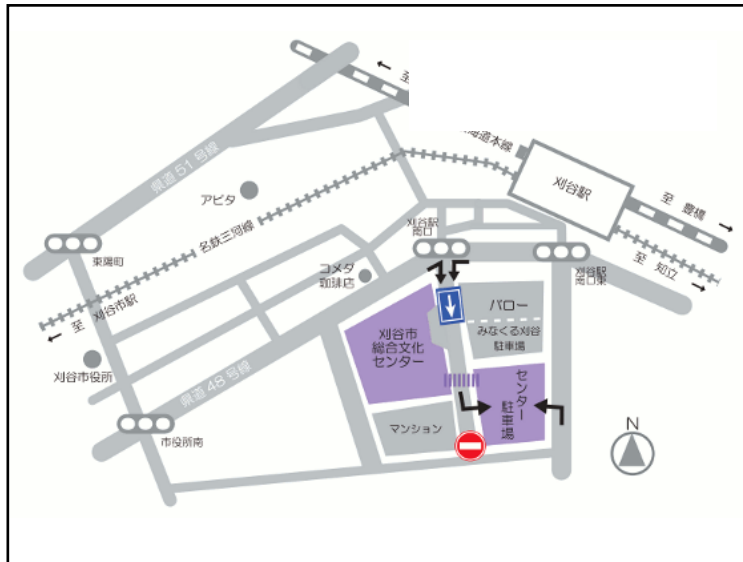 ← 至
海道本線
県道51号線
刈谷駅
アピタ
至 豊橋 →
刈谷駅
南口
名鉄三河線
東陽町
至 知立 →
刈谷駅
南口東
コメダ
珈琲店
← 至 刈谷市駅
バロー
みなくる刈谷
駐車場
刈谷市
総合文化
センター
刈谷市役所
県道48号線
センター
駐車場
マンション
市役所南
N